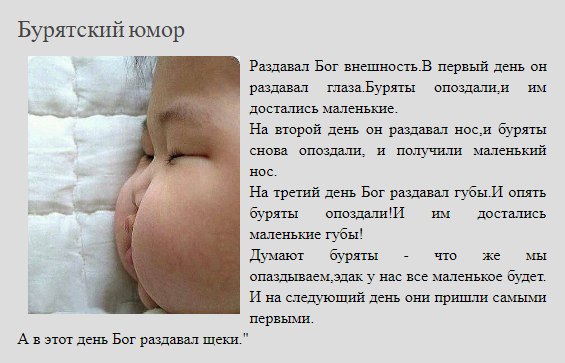 Бурятский юмор
Раздавал Бог внешность.В первый день он
раздавал глаза.Буряты опоздали,и им
достались маленькие.
На второй день он раздавал нос,и буряты
снова опоздали, и получили маленький
нос.
На третий день Бог раздавал губы.И опять
буряты опоздали!И им достались
маленькие губы!
Думают буряты - что же мы
опаздываем,эдак у нас все маленькое будет.
И на следующий день они пришли самыми
первыми.
А в этот день Бог раздавал щеки."